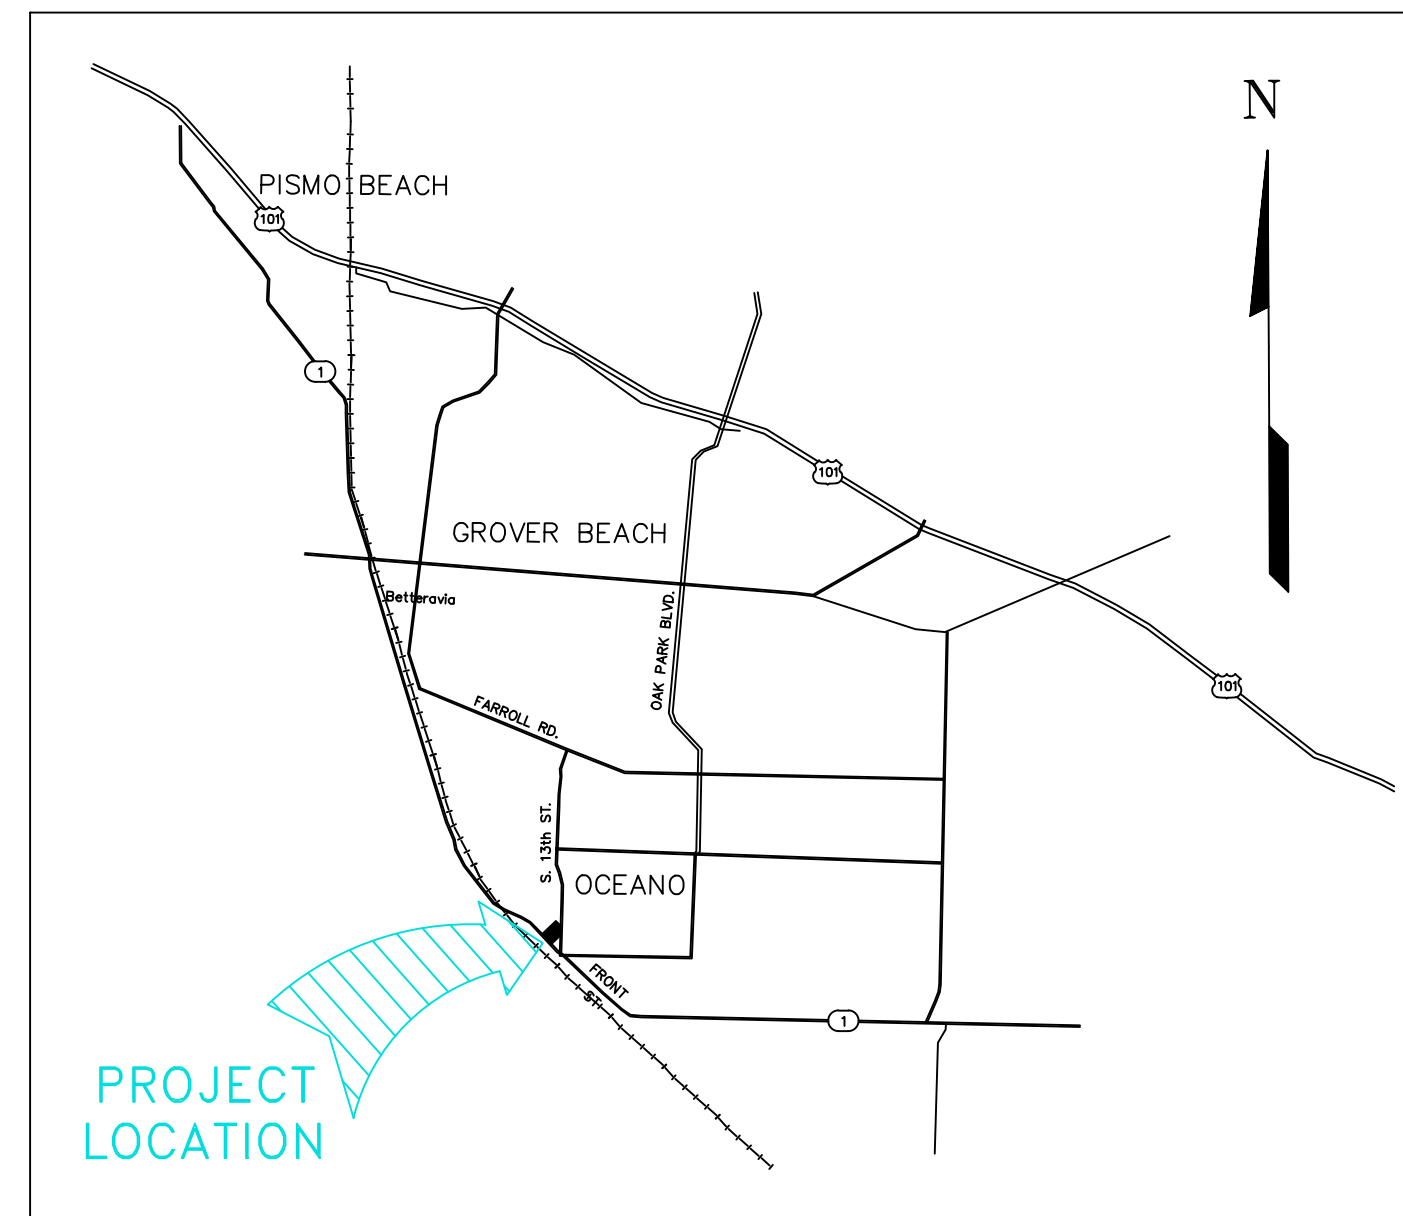 N
PISMO BEACH
101
1
101
GROVER BEACH
Betteravia
OAK PARK BLVD.
101
FARROLL RD.
S. 13th ST.
OCEANO
FRONT
ST.
1
PROJECT
LOCATION